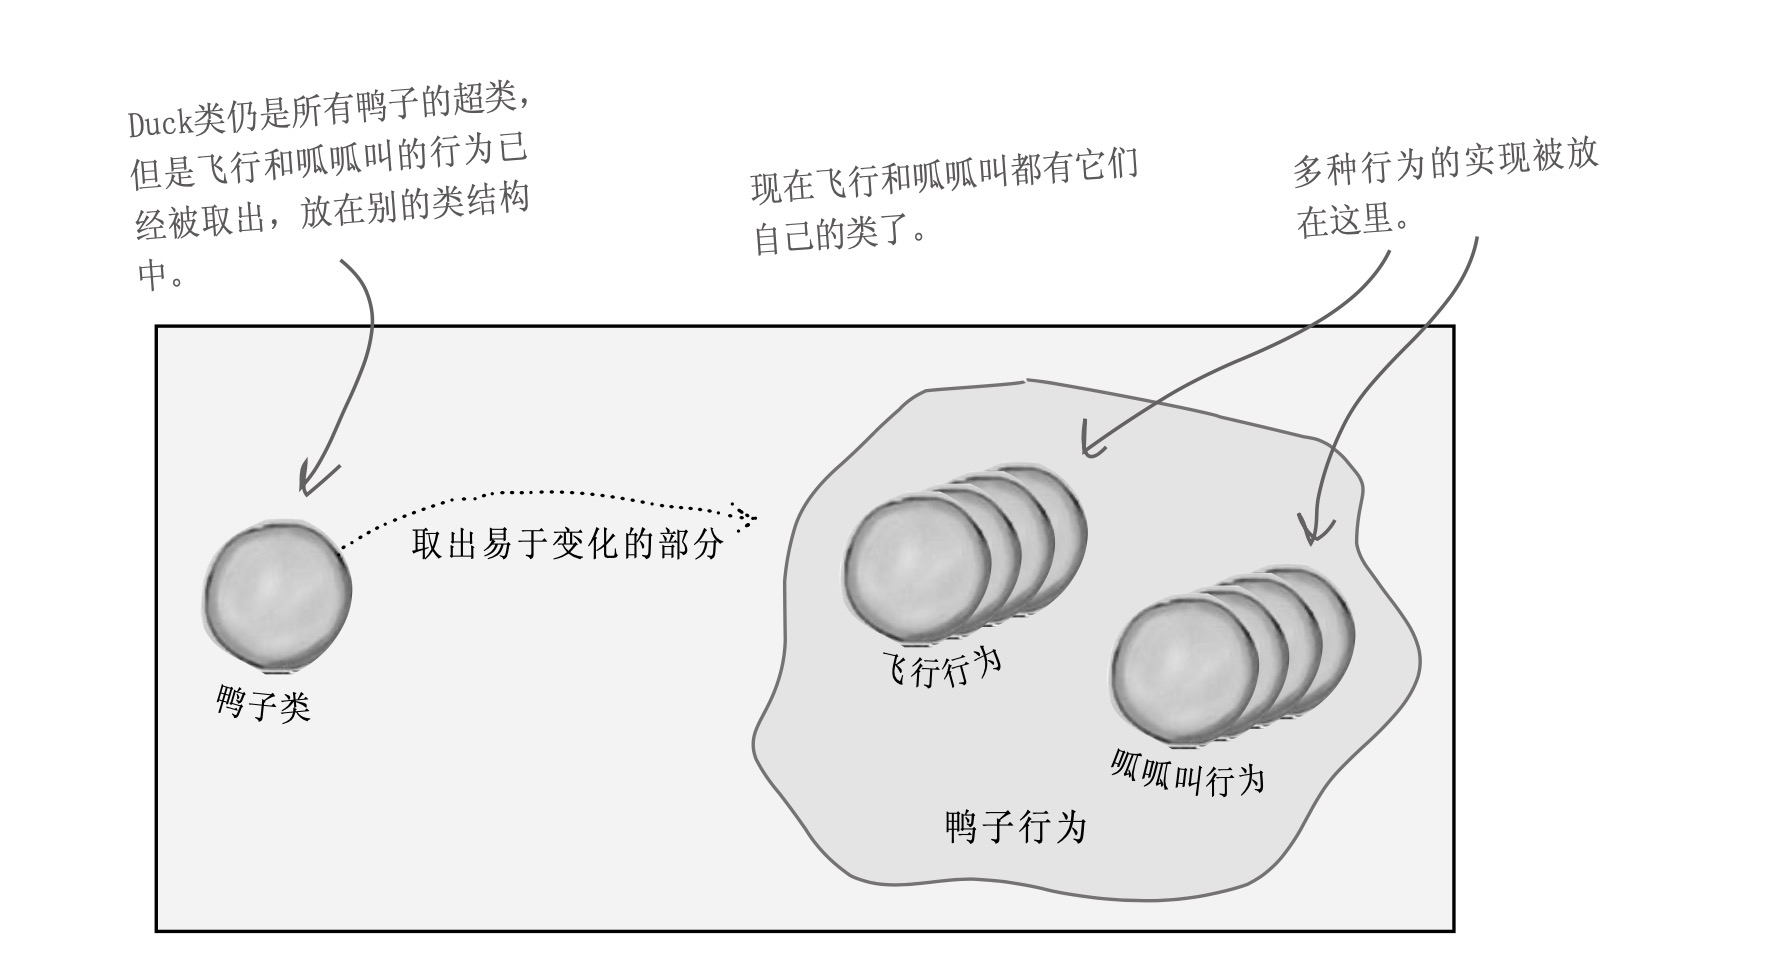 Duck类仍是所有鸭子的超类，
但是飞行和呱呱叫的行为已
经被取出，放在别的类结构
中。
现在飞行和呱呱叫都有它们
自己的类了。
多种行为的实现被放
在这里。
取出易于变化的部分
鸭子类
飞行行为
呱呱叫行为
鸭子行为